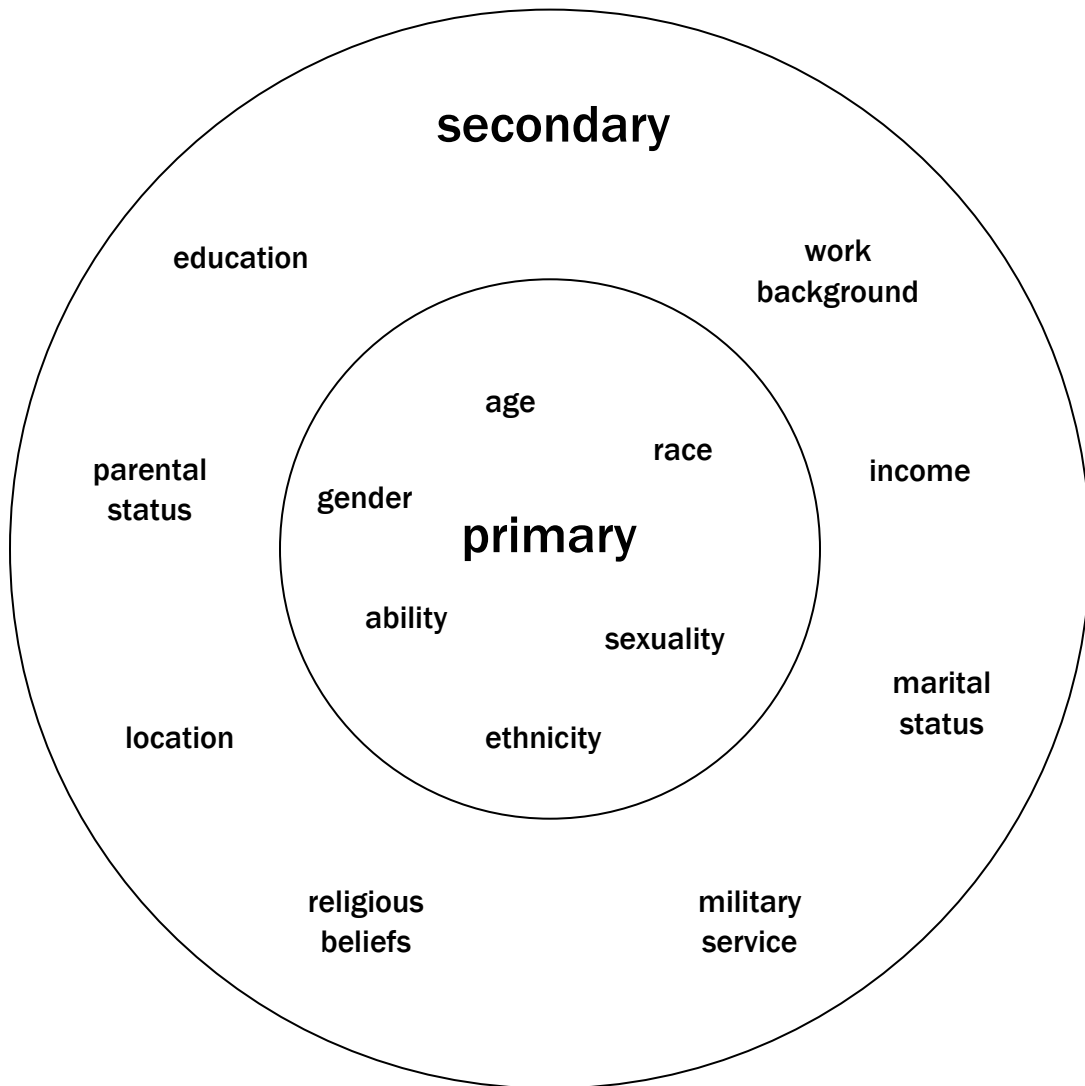 secondary
education
work
background
age
race
parental
status
income
gender
primary
ability
sexuality
marital
status
location
ethnicity
religious
beliefs
military
service